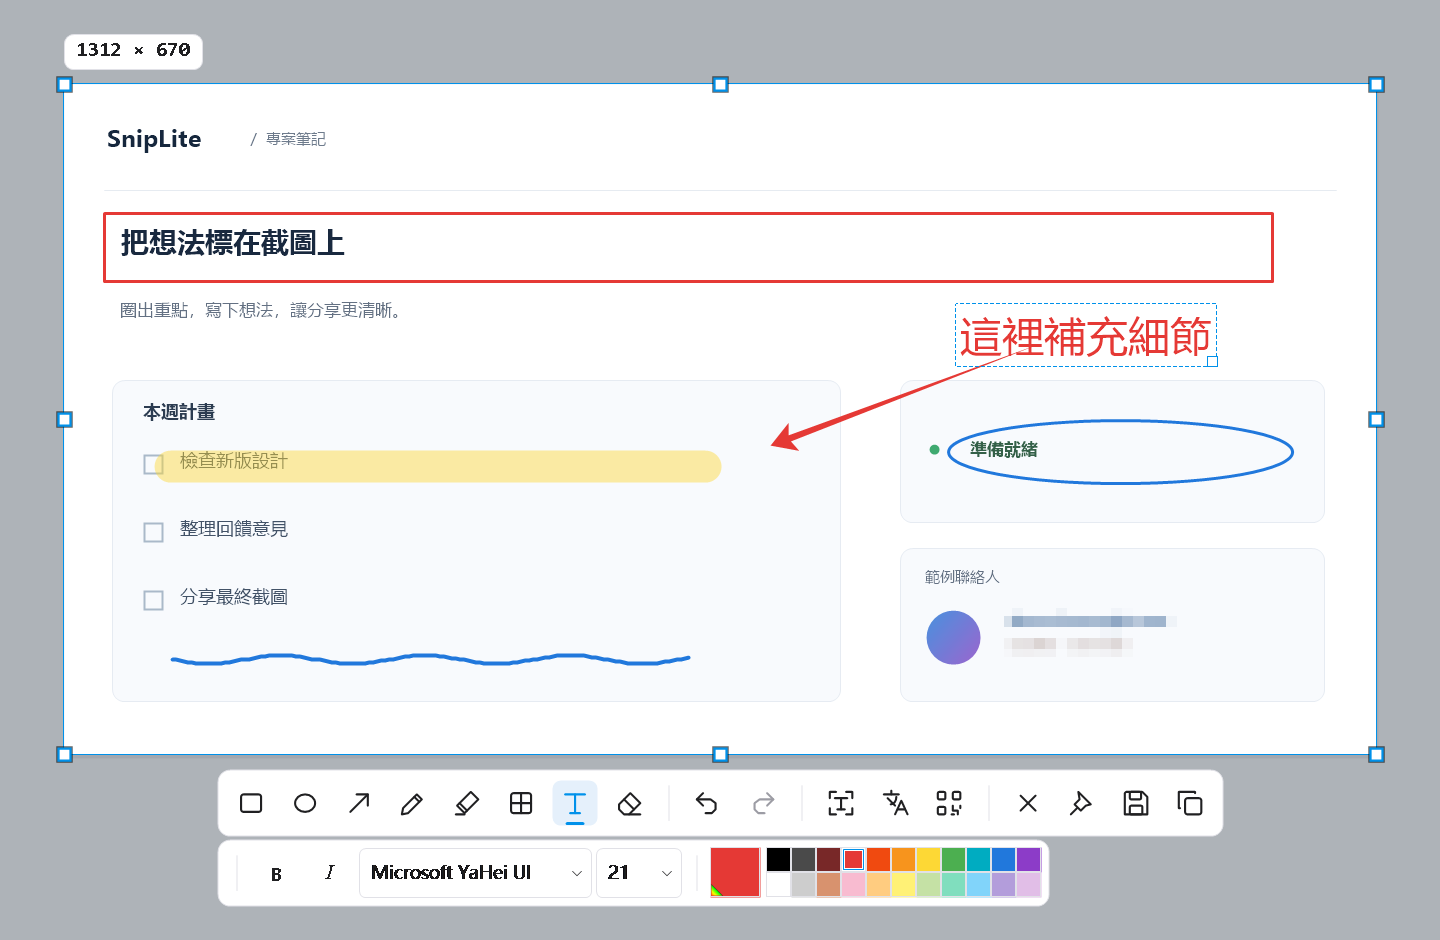 1312 × 670
SnipLite / 專案筆記
把想法標在截圖上
圈出重點，寫下想法，讓分享更清晰。
這裡補充細節
本週計畫
檢查新版設計
整理回饋意見
分享最終截圖
準備就緒
範例聯絡人
B I Microsoft YaHei UI 21